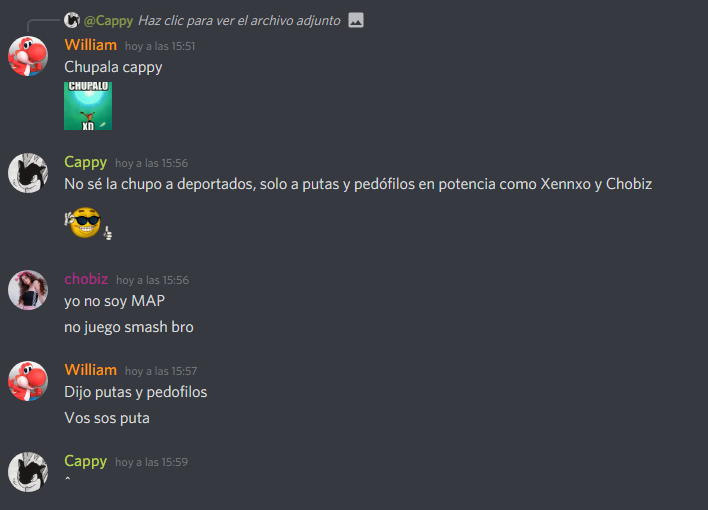 @Cappy Haz clic para ver el archivo adjunto
William hoy a las 15:51
Chupala cappy
CHUPALO
XD
Cappy hoy a las 15:56
No sé la chupo a deportados, solo a putas y pedófilos en potencia como Xennxo y Chobiz
chobiz hoy a las 15:56
yo no soy MAP
no juego smash bro
William hoy a las 15:57
Dijo putas y pedofilos
Vos sos puta
Cappy hoy a las 15:59
^